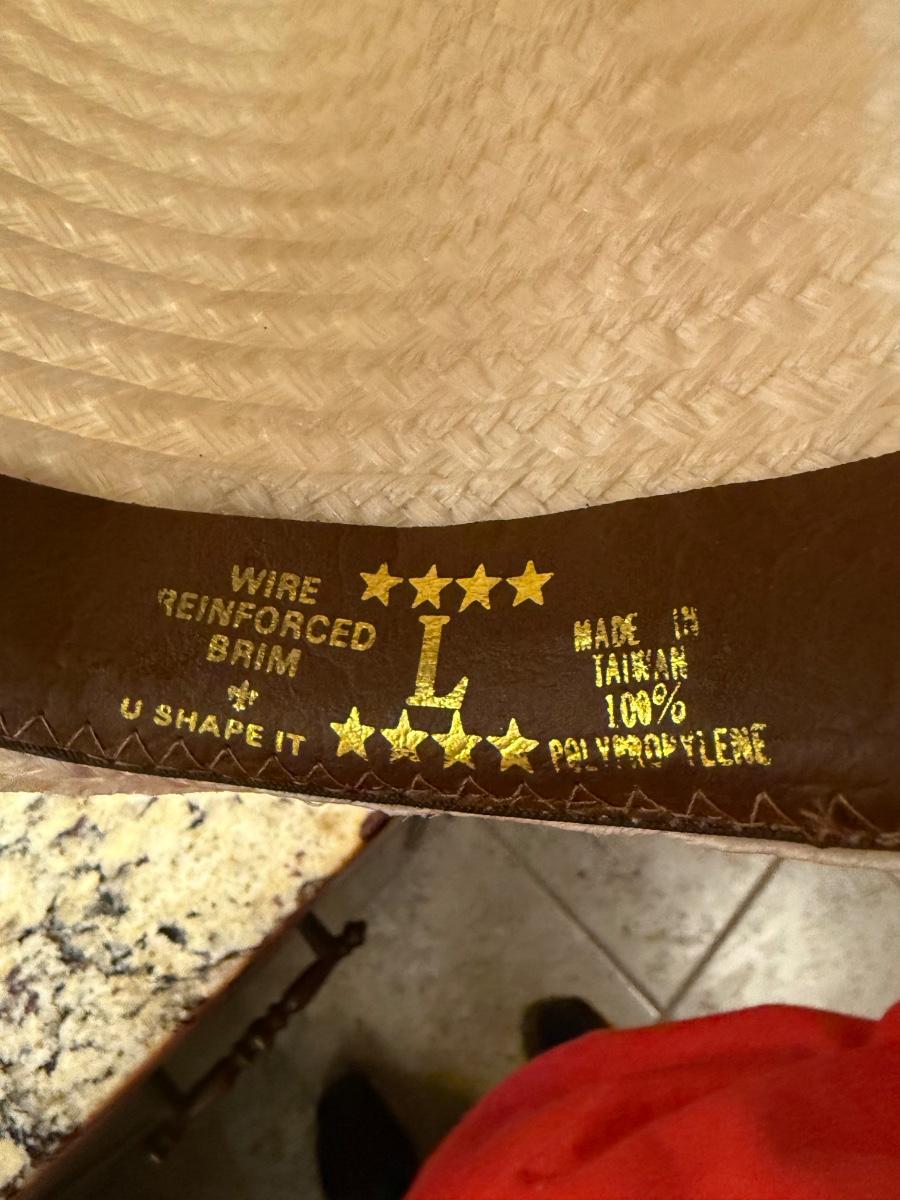 WIRE
REINFORCED
BRIM
U SHAPE IT
L
MADE IN
TAIWAN
100%
POLYPROPYLENE